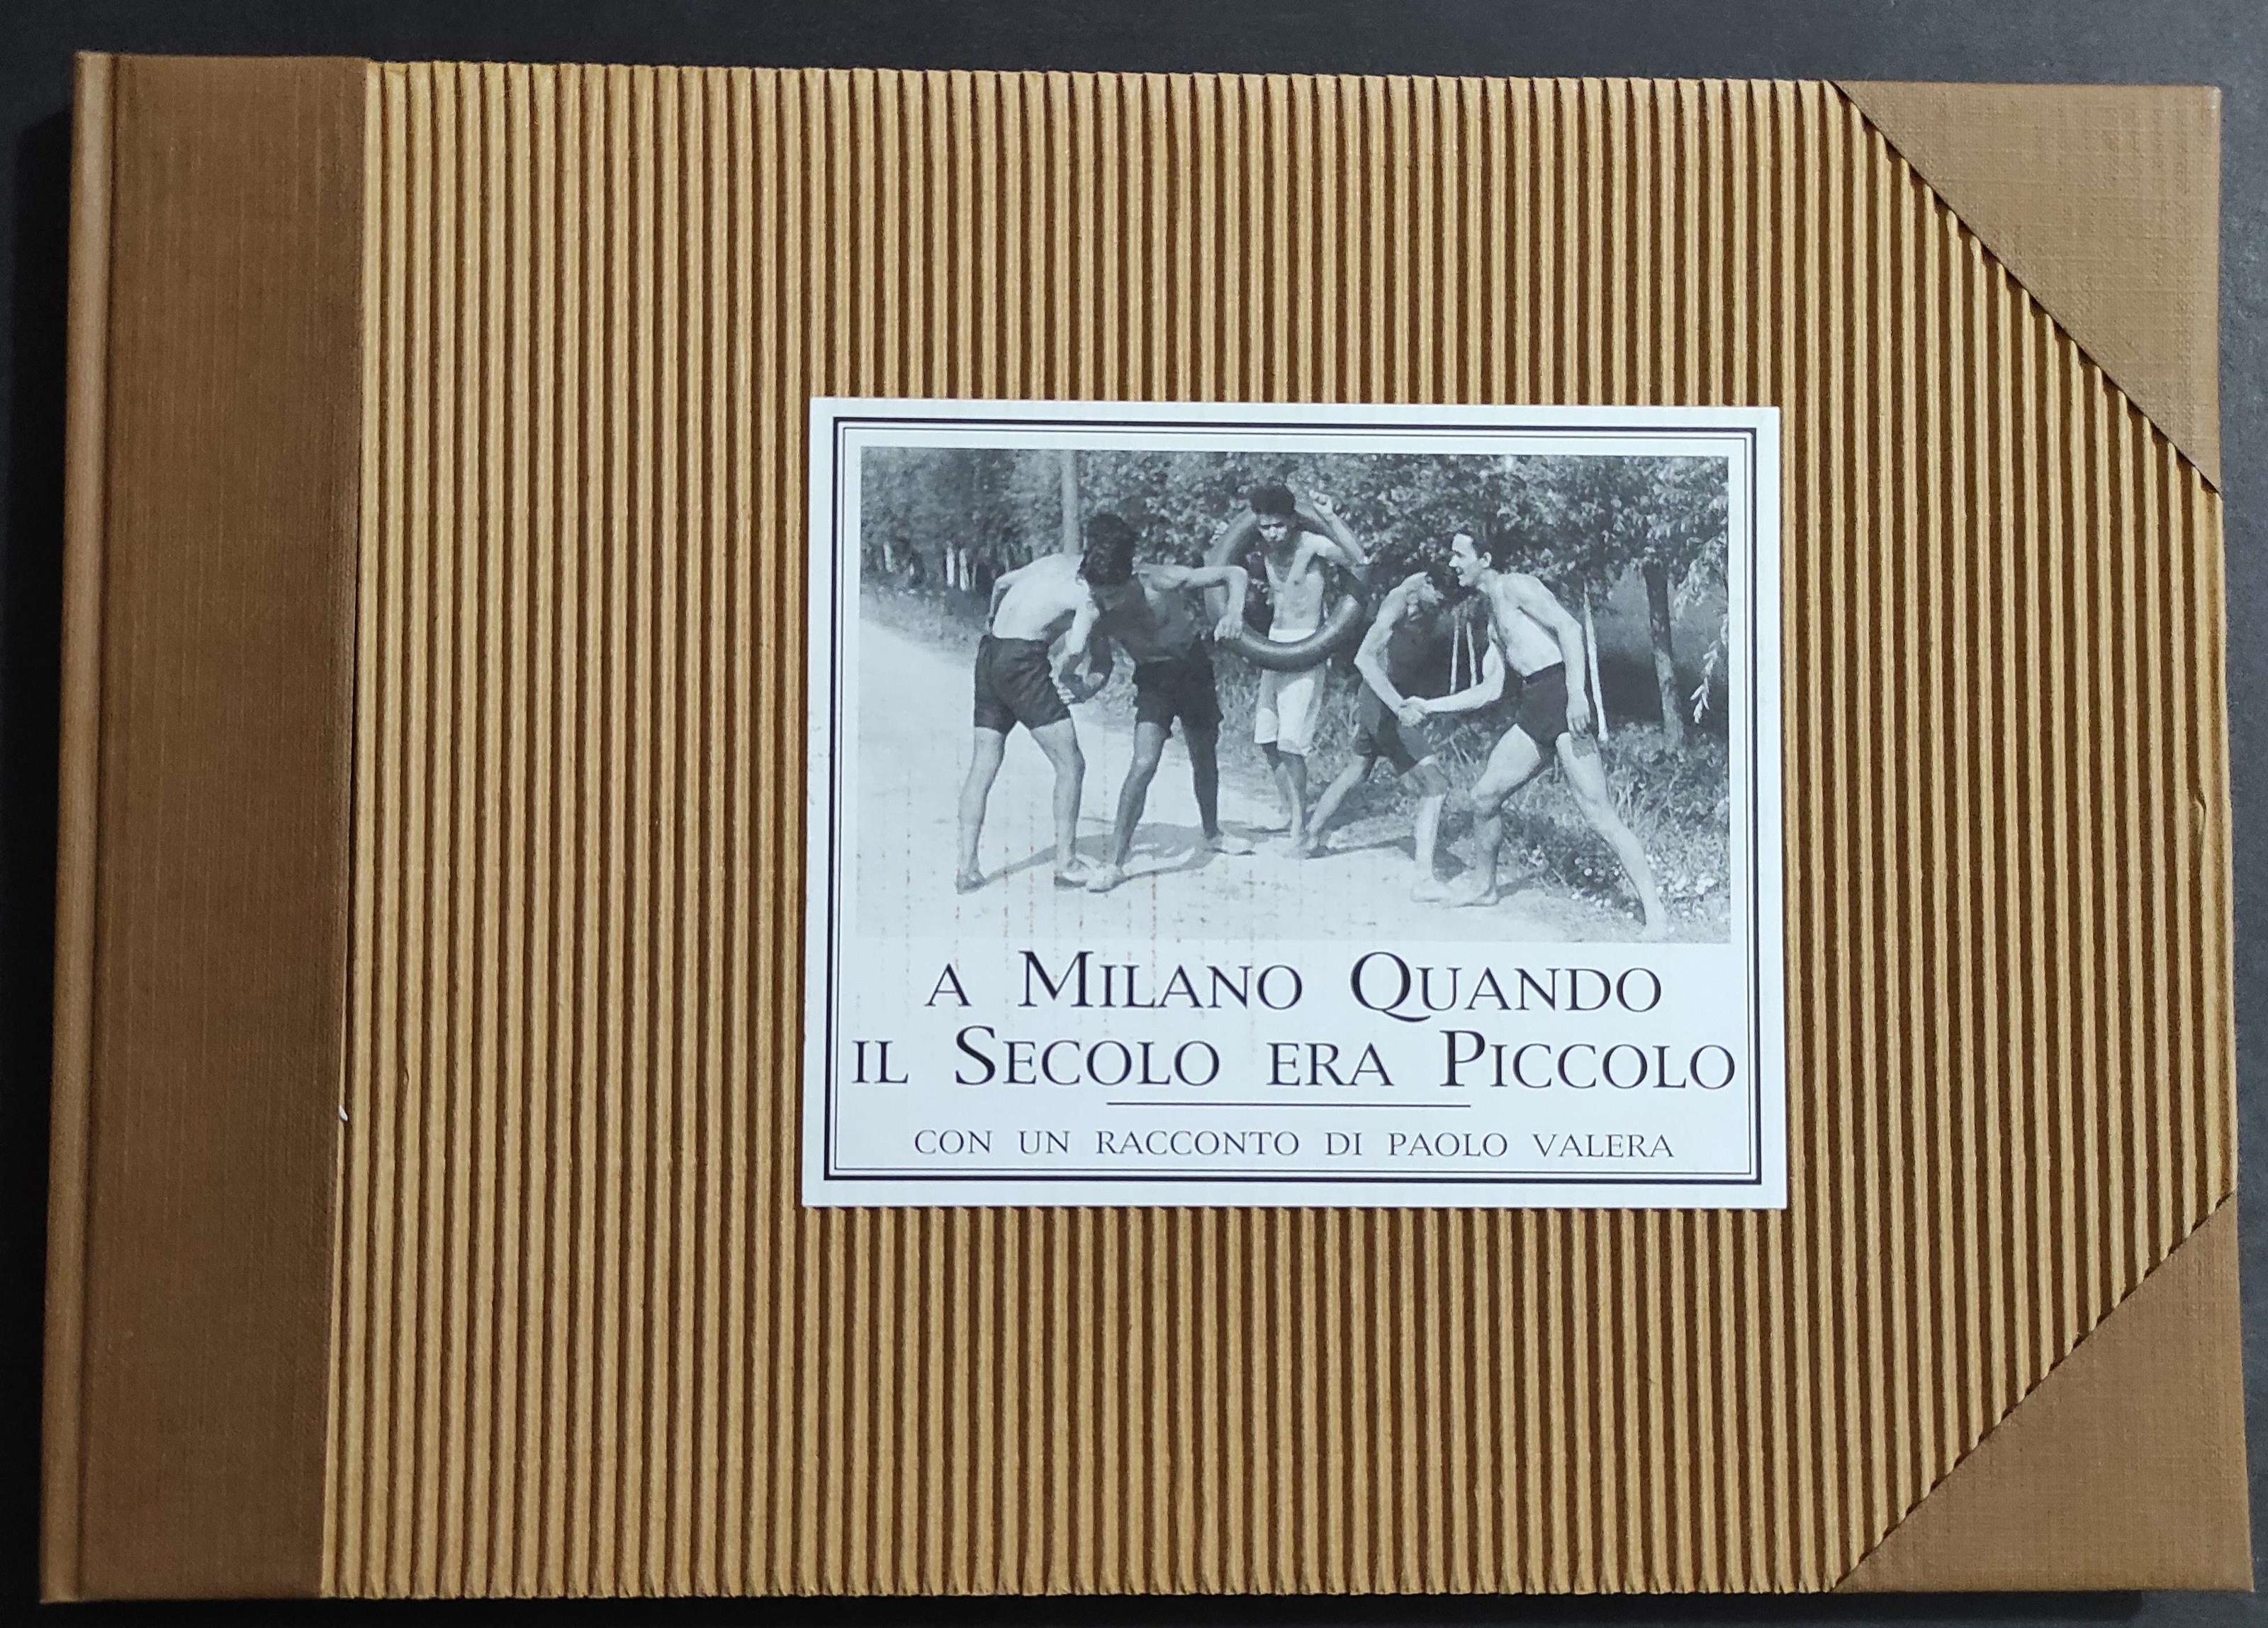 A MILANO QUANDO
IL SECOLO ERA PICCOLO
CON UN RACCONTO DI PAOLO VALERA